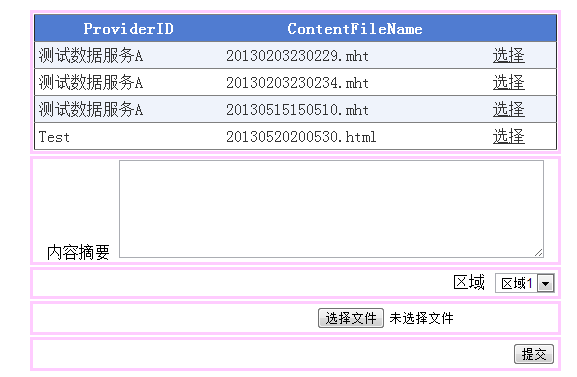 ProviderID ContentFileName
测试数据服务A 20130203230229.mht 选择
测试数据服务A 20130203230234.mht 选择
测试数据服务A 20130515150510.mht 选择
Test 20130520200530.html 选择
内容摘要
区域 区域1
选择文件 未选择文件
提交